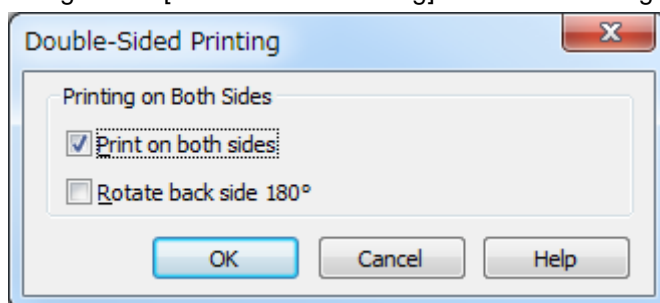 Double-Sided Printing
Printing on Both Sides
Print on both sides
Rotate back side 180°
OK Cancel Help